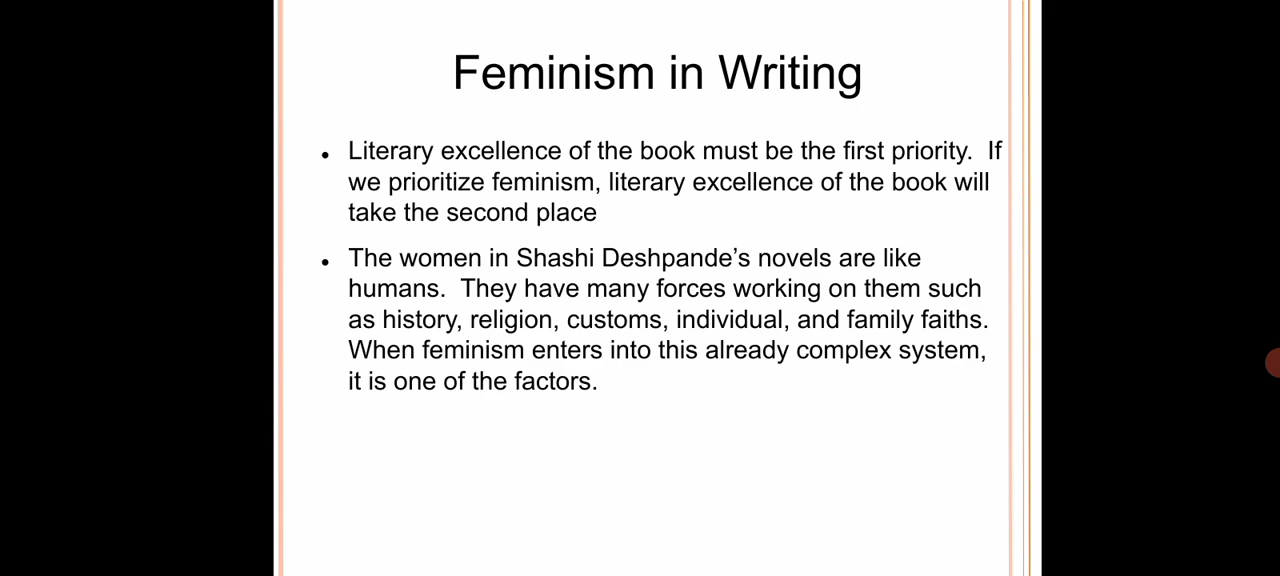 Feminism in Writing
• Literary excellence of the book must be the first priority.  If
we prioritize feminism, literary excellence of the book will
take the second place
• The women in Shashi Deshpande’s novels are like
humans.  They have many forces working on them such
as history, religion, customs, individual, and family faiths.
When feminism enters into this already complex system,
it is one of the factors.